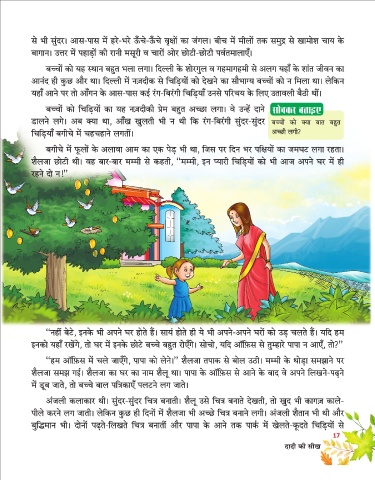 से भी सुंदर। आस-पास में हरे-भरे ऊँचे-ऊँचे वृक्षों का जंगल। बीच में मीलों तक समुद्र से खामोश चाय के
बागान। उत्तर में पहाड़ों की रानी मसूरी व चारों ओर छोटी-छोटी पर्वतमालाएँ।
बच्चों को यह स्थान बहुत भला लगा। दिल्ली के शोरगुल व गहमागहमी से अलग यहाँ के शांत जीवन का
आनंद ही कुछ और था। दिल्ली में नज़दीक से चिड़ियों को देखने का सौभाग्य बच्चों को न मिला था। लेकिन
यहाँ आने पर तो आँगन के आस-पास कई रंग-बिरंगी चिड़ियाँ उनसे परिचय के लिए उतावली बैठी थीं।
बच्चों को चिड़ियों का यह नज़दीकी प्रेम बहुत अच्छा लगा। वे उन्हें दाने
डालने लगे। अब क्या था, आँख खुलती भी न थी कि रंग-बिरंगी सुंदर-सुंदर
चिड़ियाँ बगीचे में चहचहाने लगतीं।
सोचकर बताइए
बच्चों को क्या बात बहुत
अच्छी लगी?
बगीचे में फूलों के अलावा आम का एक पेड़ भी था, जिस पर दिन भर पक्षियों का जमघट लगा रहता।
शैलजा छोटी थी। वह बार-बार मम्मी से कहती, ‘‘मम्मी, इन प्यारी चिड़ियों को भी आज अपने घर में ही
रहने दो न!’’
‘‘नहीं बेटे, इनके भी अपने घर होते हैं। सायं होते ही ये भी अपने-अपने घरों को उड़ चलते हैं। यदि हम
इनको यहाँ रखेंगे, तो घर में इनके छोटे बच्चे बहुत रोएँगे। सोचो, यदि ऑफ़िस से तुम्हारे पापा न आएँ, तो?’’
‘‘हम ऑफ़िस में चले जाएँगे, पापा को लेने।’’ शैलजा तपाक से बोल उठी। मम्मी के थोड़ा समझाने पर
शैलजा समझ गई। शैलजा का घर का नाम शैलू था। पापा के ऑफ़िस से आने के बाद वे अपने लिखने-पढ़ने
में डूब जाते, तो बच्चे बाल पत्रिकाएँ पलटने लग जाते।
अंजली कलाकार थी। सुंदर-सुंदर चित्र बनाती। शैलू उसे चित्र बनाते देखती, तो खुद भी कागज़ काले-
पीले करने लग जाती। लेकिन कुछ ही दिनों में शैलजा भी अच्छे चित्र बनाने लगी। अंजली शैतान भी थी और
बुद्धिमान भी। दोनों पढ़ते-लिखते चित्र बनातीं और पापा के आने तक पार्क में खेलते-कूदते चिड़ियों से
17
दादी की सीख